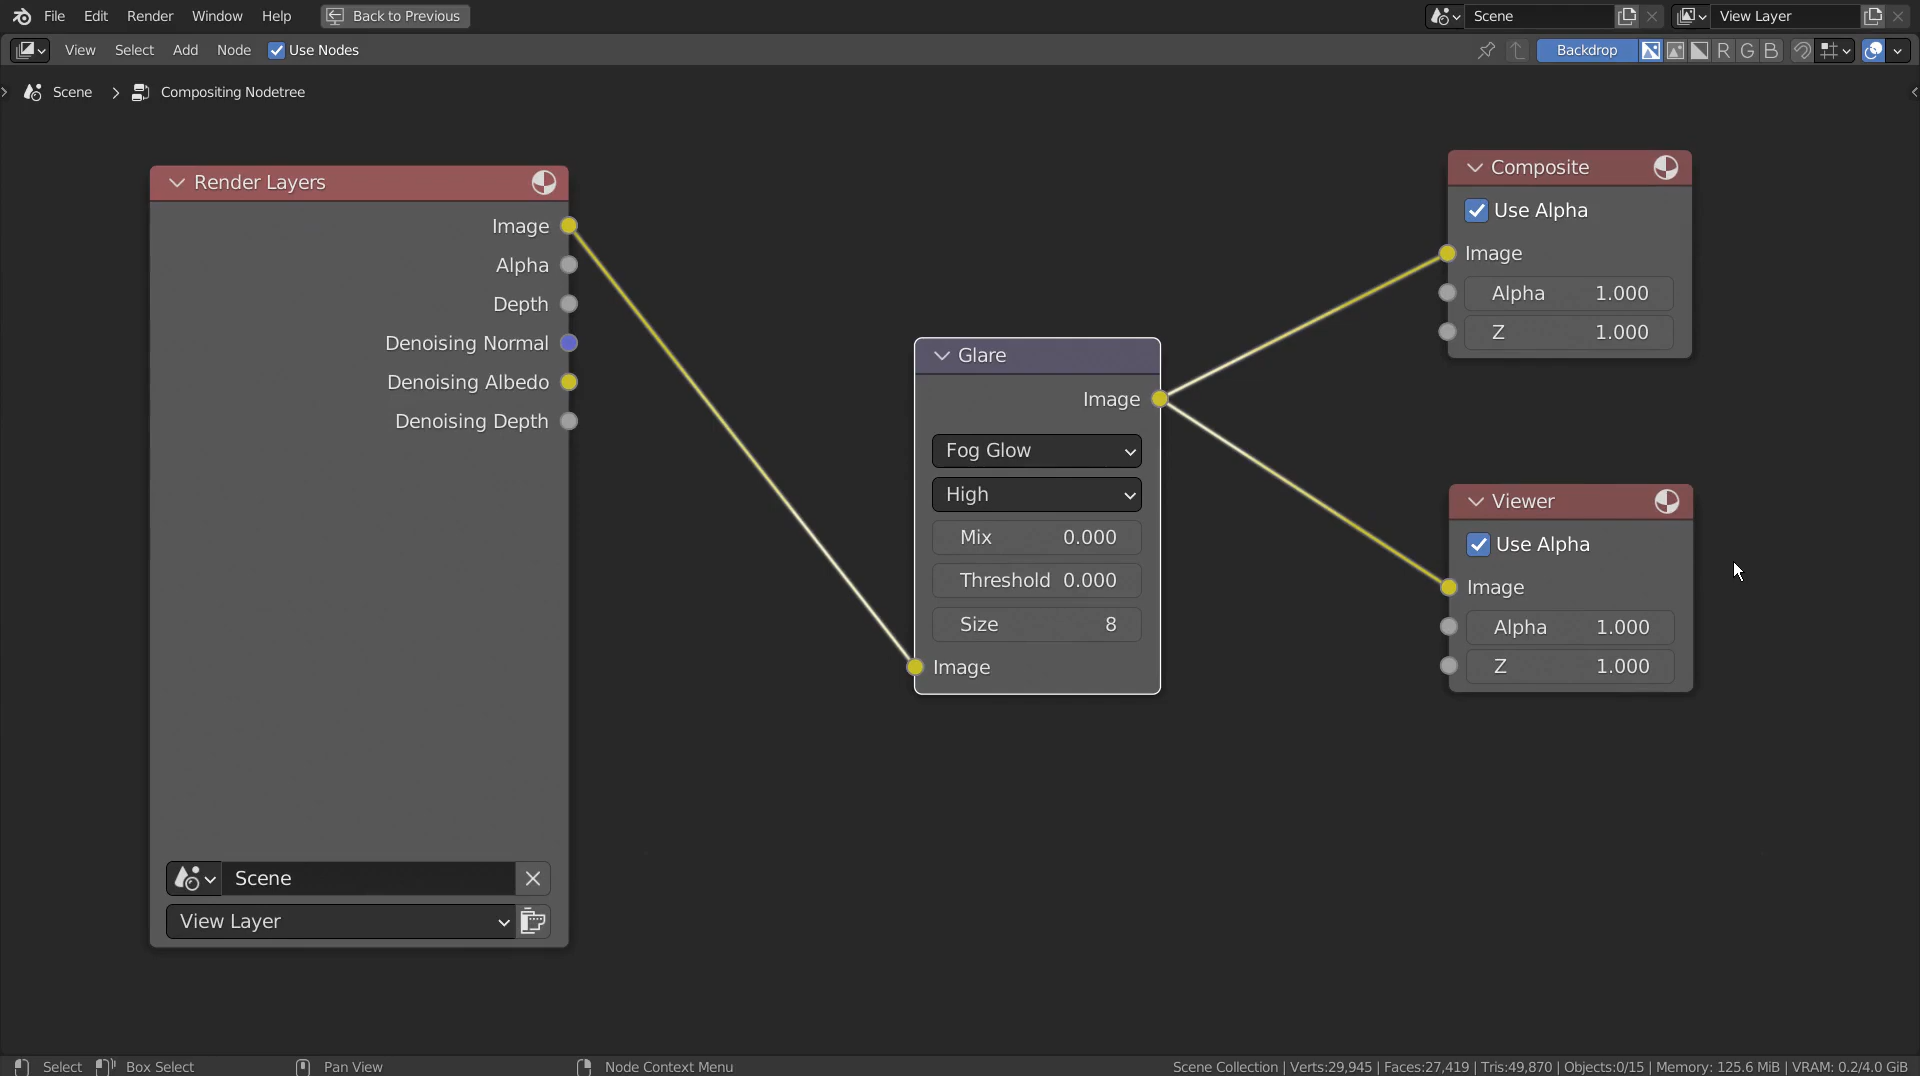 File Edit Render Window Help Back to Previous Scene View Layer
View Select Add Node Use Nodes Backdrop R G B
Scene > Compositing Nodetree
Render Layers
Image
Alpha
Depth
Denoising Normal
Denoising Albedo
Denoising Depth
Scene
View Layer
Glare
Image
Fog Glow
High
Mix 0.000
Threshold 0.000
Size 8
Image
Composite
Use Alpha
Image
Alpha 1.000
Z 1.000
Viewer
Use Alpha
Image
Alpha 1.000
Z 1.000
Select Box Select Pan View Node Context Menu Scene Collection | Verts:29,945 | Faces:27,419 | Tris:49,870 | Objects:0/15 | Memory: 125.6 MiB | VRAM: 0.2/4.0 GiB